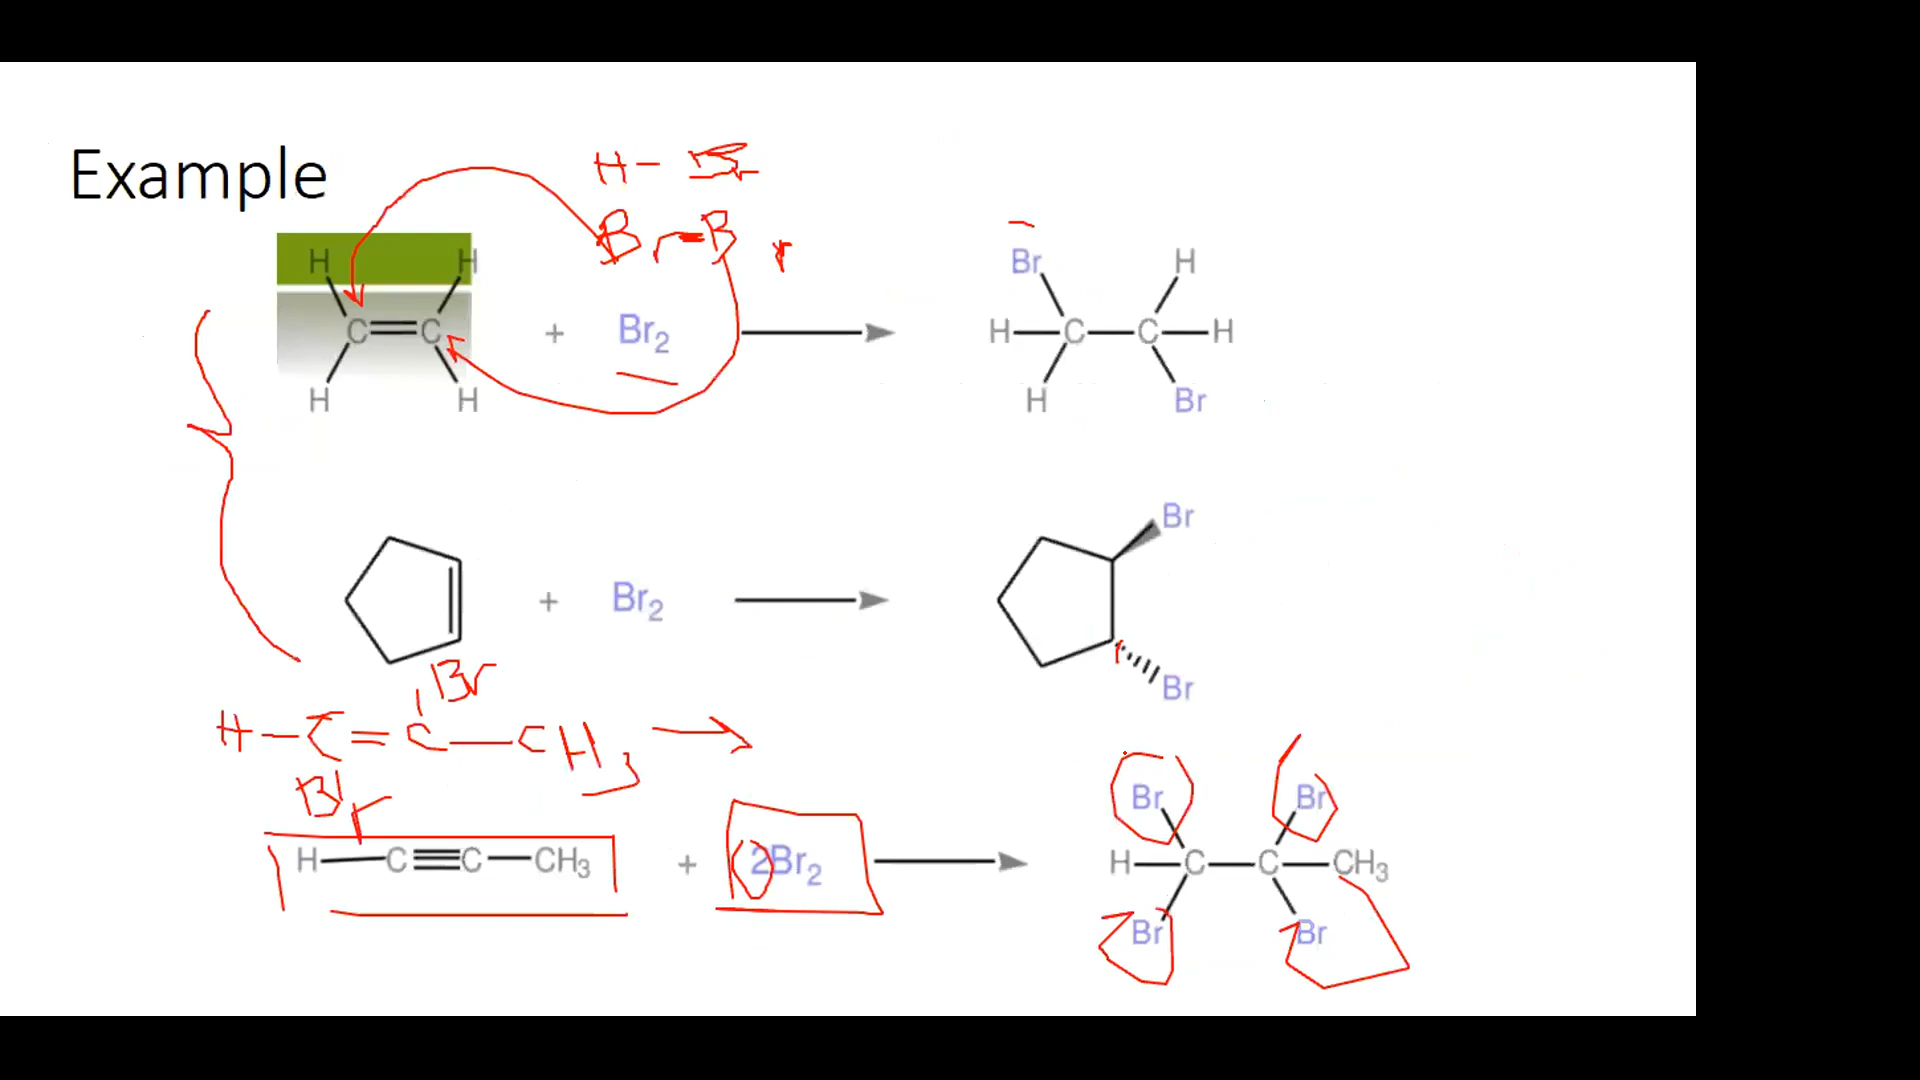 Example
H - Br
Br - Br
H H
C=C + Br2
H H
Br H
H—C—C—H
H Br
+ Br2
Br
Br
Br
H - C = C — CH3
Br
H—C≡C—CH3 + 2Br2
Br Br
H—C—C—CH3
Br Br